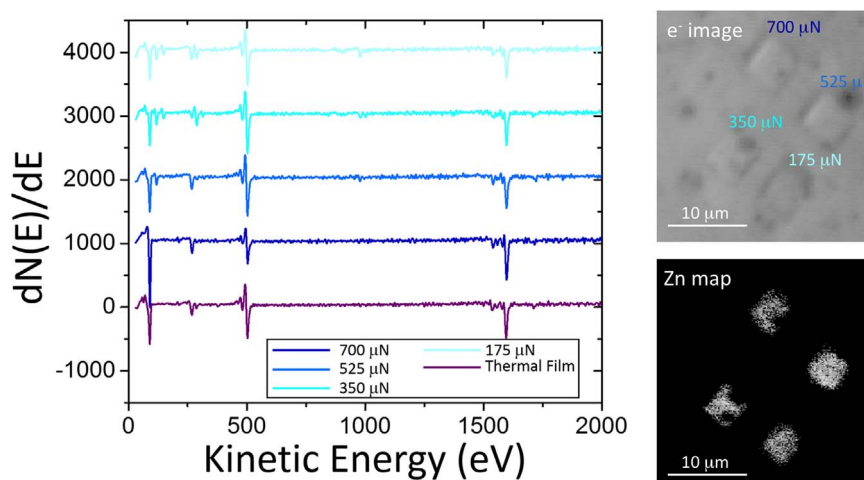 dN(E)/dE
4000
3000
2000
1000
0
-1000
0
500
1000
1500
2000
Kinetic Energy (eV)
700 μN
525 μN
350 μN
175 μN
Thermal Film
e⁻ image
700 μN
525 μ
350 μN
175 μN
10 μm
Zn map
10 μm